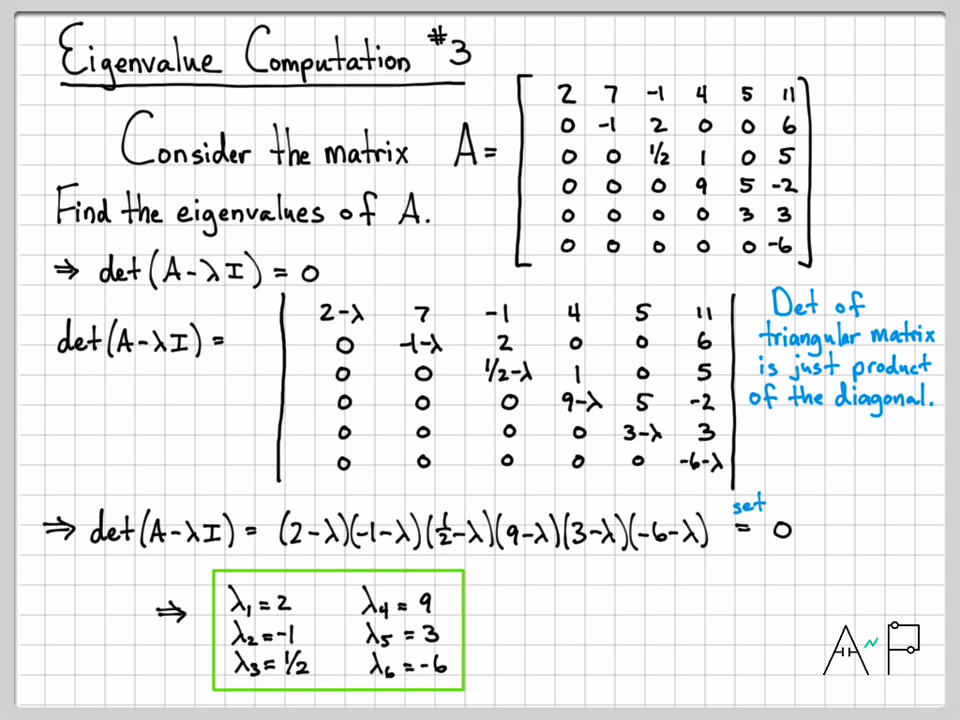 Eigenvalue Computation #3
Consider the matrix A =
2 7 -1 4 5 11
0 -1 2 0 0 6
0 0 1/2 1 0 5
0 0 0 9 5 -2
0 0 0 0 3 3
0 0 0 0 0 -6
Find the eigenvalues of A.
⇒ det(A-λI) = 0
det(A-λI) =
2-λ 7 -1 4 5 11
0 -1-λ 2 0 0 6
0 0 1/2-λ 1 0 5
0 0 0 9-λ 5 -2
0 0 0 0 3-λ 3
0 0 0 0 0 -6-λ
Det of
triangular matrix
is just product
of the diagonal.
⇒ det(A-λI) = (2-λ)(-1-λ)(1/2-λ)(9-λ)(3-λ)(-6-λ) = 0
set
⇒
λ₁ = 2 λ₄ = 9
λ₂ = -1 λ₅ = 3
λ₃ = 1/2 λ₆ = -6
A~P